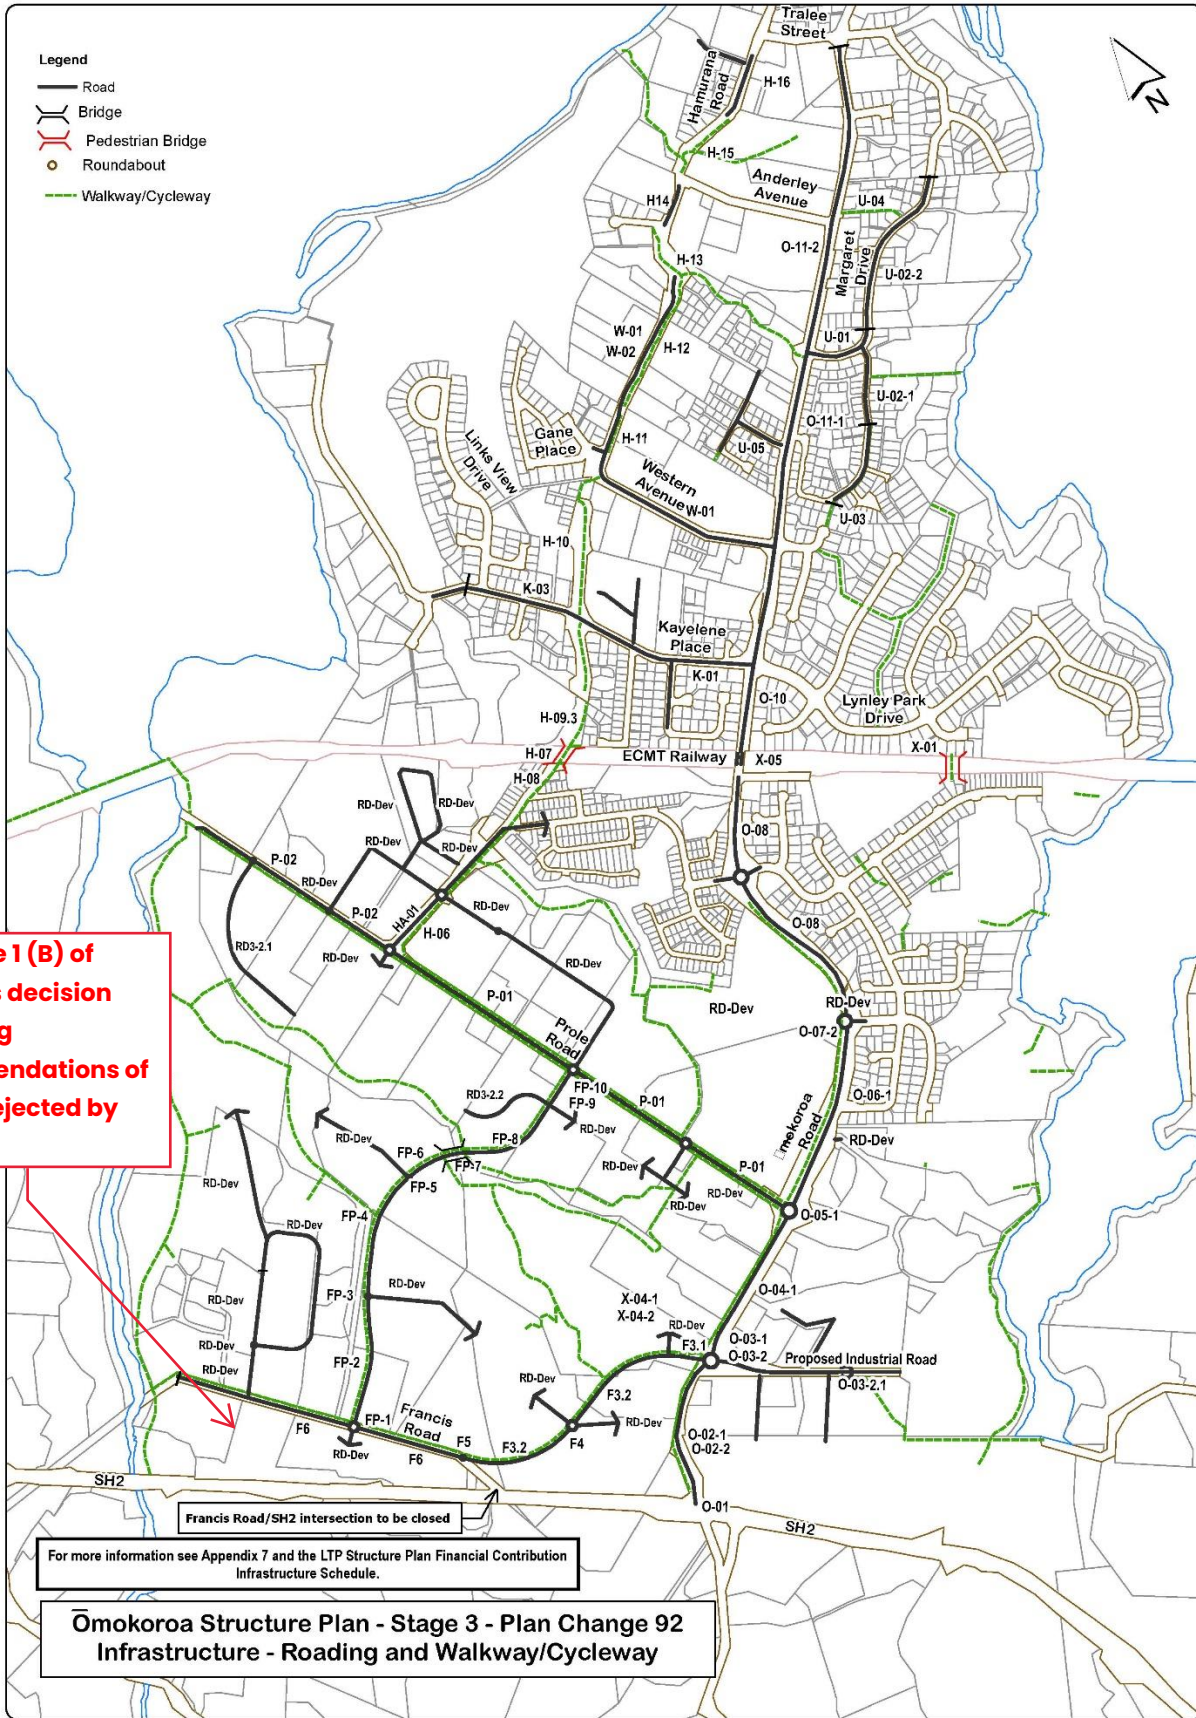 Legend
Road
Bridge
Pedestrian Bridge
Roundabout
Walkway/Cycleway
N
Tralee
Street
Hamurana
Road
H-16
H-15
Anderley
Avenue
H14
U-04
O-11-2
Margaret
Drive
H-13
U-02-2
W-01
W-02
H-12
U-01
U-02-1
O-11-1
Gane
Place
H-11
U-05
Links View
Drive
Western
Avenue
W-01
U-03
H-10
K-03
Kayelene
Place
K-01
O-10
Lynley Park
Drive
H-09.3
H-07
ECMT Railway
X-05
X-01
H-08
RD-Dev
RD-Dev
RD-Dev
RD-Dev
O-08
P-02
RD-Dev
P-02
HA-01
RD-Dev
H-06
O-08
RD3-2.1
RD-Dev
RD-Dev
P-01
RD-Dev
RD-Dev
O-07-2
Prole
Road
e 1 (B) of
s decision
g
endations of
ejected by
FP-10
FP-9
P-01
O-06-1
RD3-2.2
RD-Dev
FP-8
mokoroa
Road
RD-Dev
RD-Dev
FP-6
FP-7
FP-5
P-01
RD-Dev
RD-Dev
RD-Dev
RD-Dev
FP-4
O-05-1
RD-Dev
FP-3
RD-Dev
RD-Dev
O-04-1
X-04-1
X-04-2
RD-Dev
F3.1
O-03-1
O-03-2
Proposed Industrial Road
O-03-2.1
RD-Dev
RD-Dev
FP-2
RD-Dev
F3.2
F6
FP-1
Francis
Road
RD-Dev
F4
RD-Dev
F5
F6
F3.2
O-02-1
O-02-2
SH2
O-01
SH2
Francis Road/SH2 intersection to be closed
For more information see Appendix 7 and the LTP Structure Plan Financial Contribution
Infrastructure Schedule.
Ōmokoroa Structure Plan - Stage 3 - Plan Change 92
Infrastructure - Roading and Walkway/Cycleway